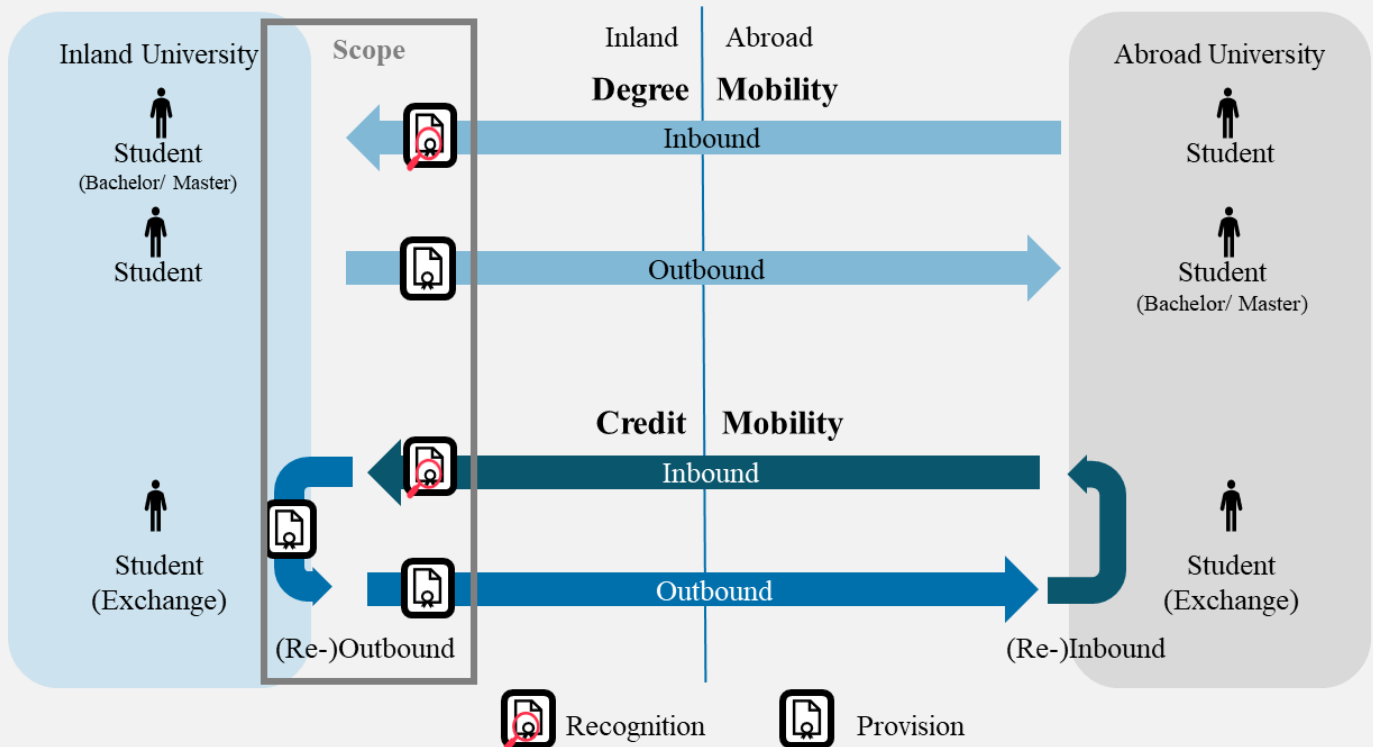 Inland University
Scope
Inland
Abroad
Abroad University
Degree Mobility
Student
(Bachelor/ Master)
Inbound
Student
Student
Outbound
Student
(Bachelor/ Master)
Credit Mobility
Inbound
Student
(Exchange)
Outbound
Student
(Exchange)
(Re-)Outbound
(Re-)Inbound
Recognition
Provision